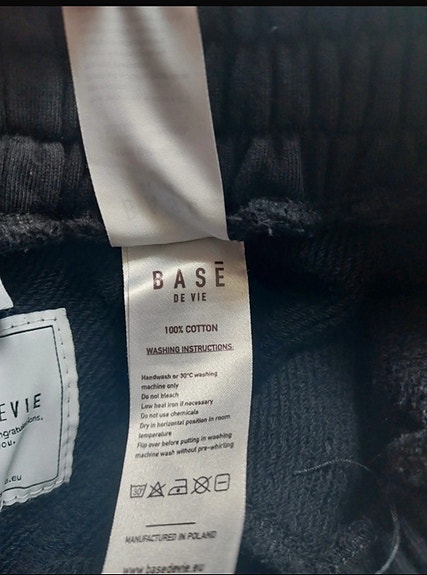 BASĒ
DE VIE
100% COTTON
WASHING INSTRUCTIONS:
Handwash or 30°C washing
machine only
Do not bleach
Low heat iron if necessary
Do not use chemicals
Dry in horizontal position in room
temperature
Flip over before putting in washing
machine wash without pre-whirling
30°
MANUFACTURED IN POLAND
www.basedevie.eu
DEVIE
.eu